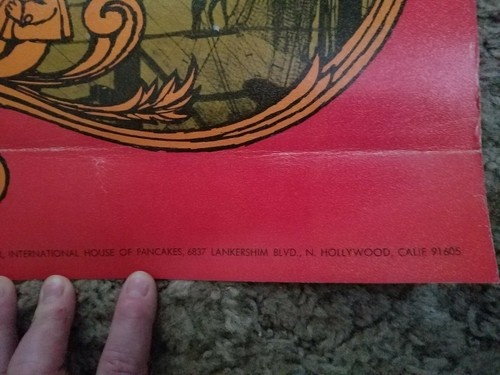 INTERNATIONAL HOUSE OF PANCAKES, 6837 LANKERSHIM BLVD., N. HOLLYWOOD, CALIF. 91605